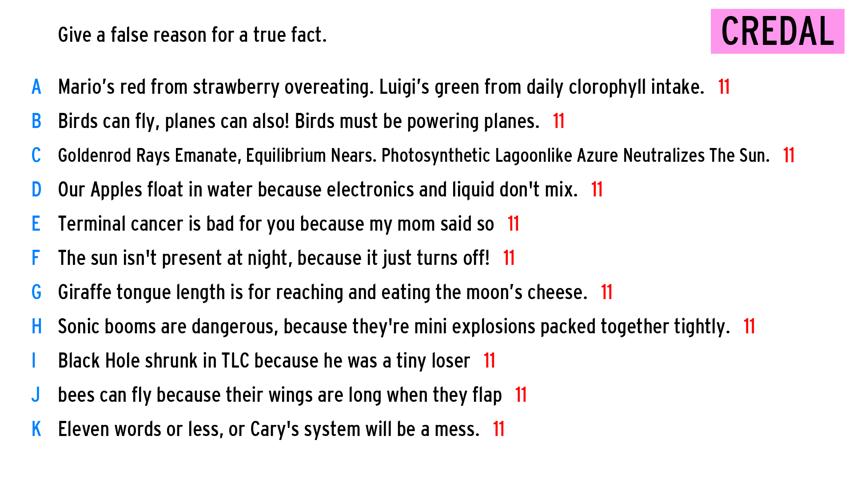 Give a false reason for a true fact.
CREDAL
A Mario's red from strawberry overeating. Luigi's green from daily clorophyll intake. 11
B Birds can fly, planes can also! Birds must be powering planes. 11
C Goldenrod Rays Emanate, Equilibrium Nears. Photosynthetic Lagoonlike Azure Neutralizes The Sun. 11
D Our Apples float in water because electronics and liquid don't mix. 11
E Terminal cancer is bad for you because my mom said so 11
F The sun isn't present at night, because it just turns off! 11
G Giraffe tongue length is for reaching and eating the moon's cheese. 11
H Sonic booms are dangerous, because they're mini explosions packed together tightly. 11
I Black Hole shrunk in TLC because he was a tiny loser 11
J bees can fly because their wings are long when they flap 11
K Eleven words or less, or Cary's system will be a mess. 11